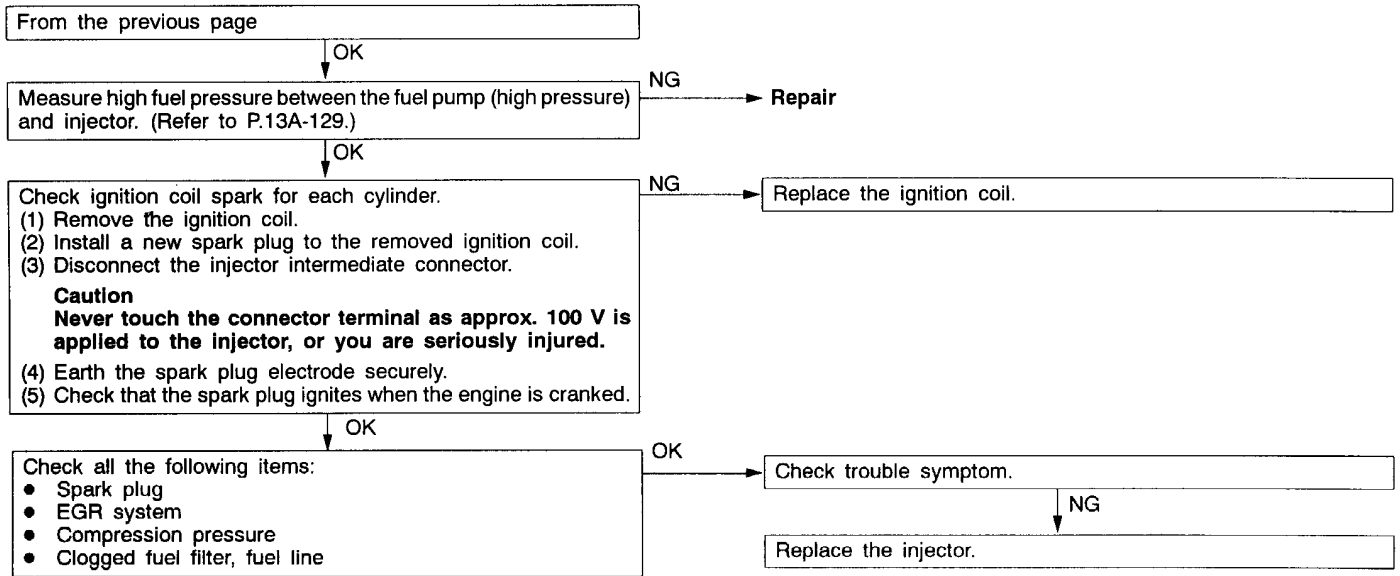 From the previous page
OK
Measure high fuel pressure between the fuel pump (high pressure)
and injector. (Refer to P.13A-129.)
NG
Repair
OK
Check ignition coil spark for each cylinder.
(1) Remove the ignition coil.
(2) Install a new spark plug to the removed ignition coil.
(3) Disconnect the injector intermediate connector.
Caution
Never touch the connector terminal as approx. 100 V is
applied to the injector, or you are seriously injured.
(4) Earth the spark plug electrode securely.
(5) Check that the spark plug ignites when the engine is cranked.
NG
Replace the ignition coil.
OK
Check all the following items:
● Spark plug
● EGR system
● Compression pressure
● Clogged fuel filter, fuel line
OK
Check trouble symptom.
NG
Replace the injector.